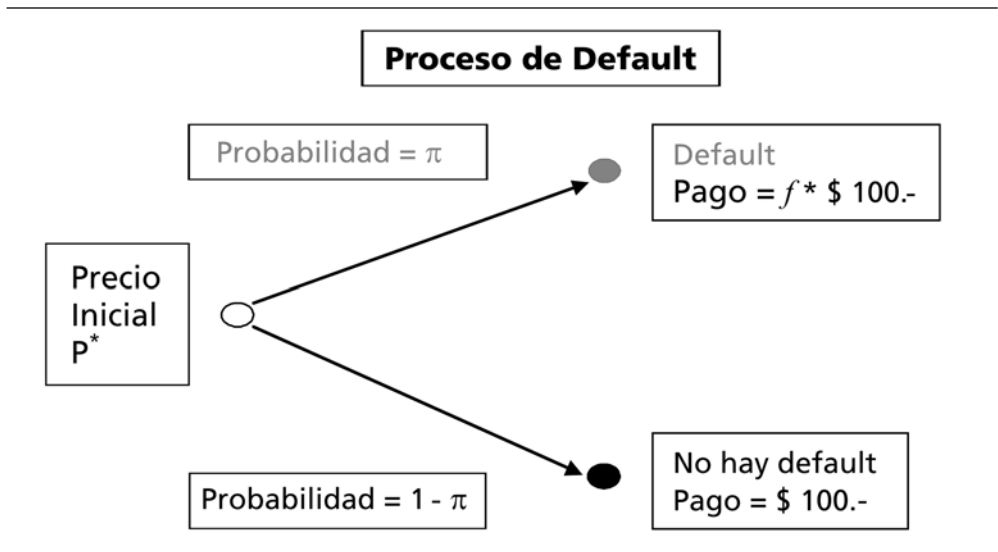 Proceso de Default
Probabilidad = π
Default
Pago = f * $ 100.-
Precio
Inicial
P*
No hay default
Pago = $ 100.-
Probabilidad = 1 - π